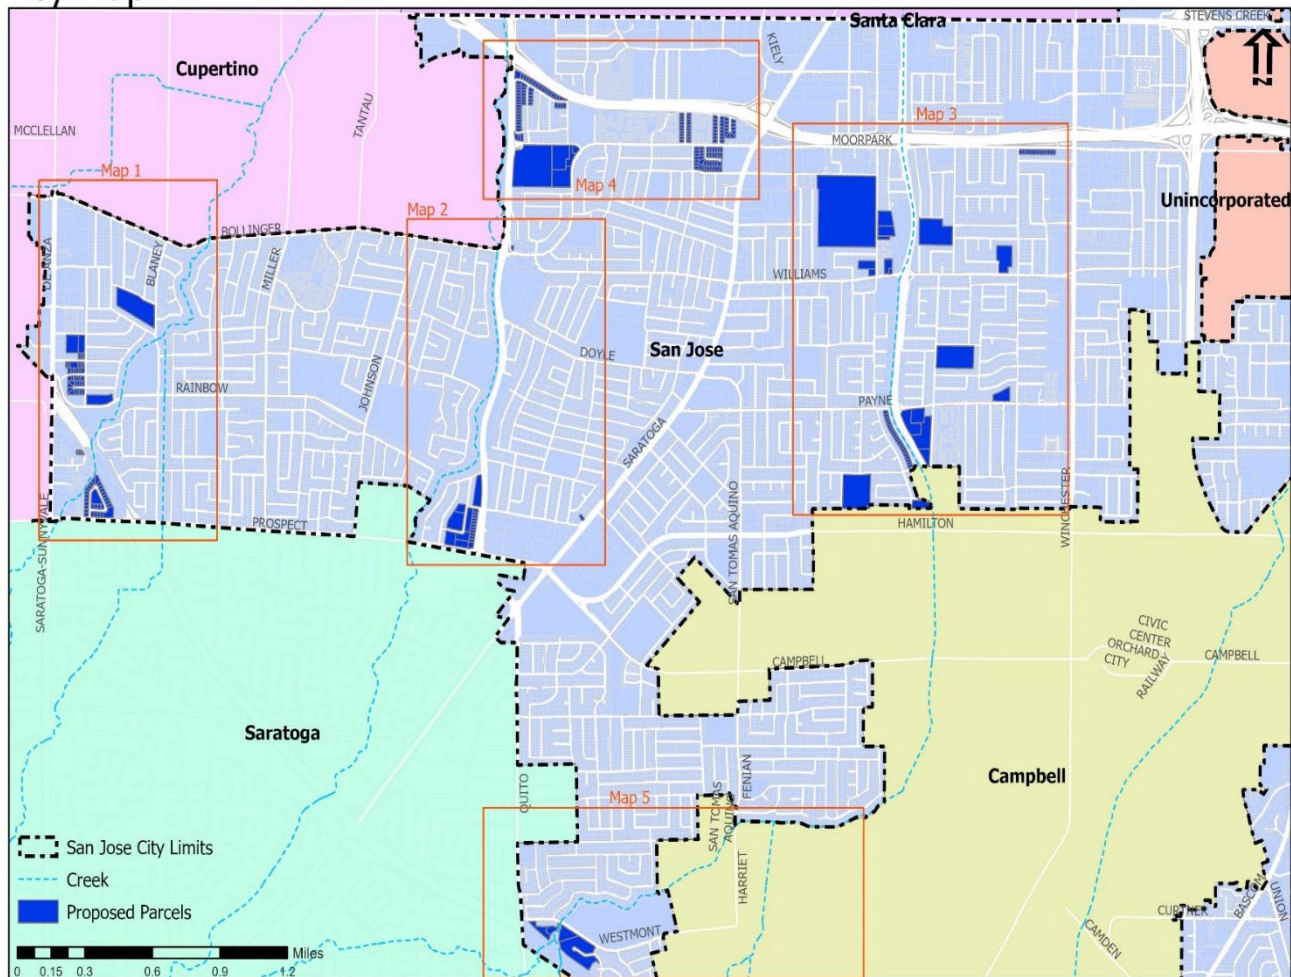 Santa Clara
STEVENS CREEK
Cupertino
KIELY
TANTAU
N
MCCLELLAN
Map 3
MOORPARK
Map 1
Map 4
Unincorporated
Map 2
BOLLINGER
DE ANZA
BLANEY
MILLER
WILLIAMS
DOYLE
San Jose
RAINBOW
JOHNSON
PAYNE
SARATOGA
WINCHESTER
SAN TOMAS AQUINO
SARATOGA-SUNNYVALE
PROSPECT
HAMILTON
CIVIC
CENTER
ORCHARD
CITY
RAILWAY
CAMPBELL
CAMPBELL
Saratoga
FENIAN
Campbell
QUITO
SAN TOMAS
AQUINO
Map 5
San Jose City Limits
Creek
HARRIET
BASCOM
UNION
Proposed Parcels
CURTNER
WESTMONT
CAMDEN
Miles
0 0.15 0.3 0.6 0.9 1.2